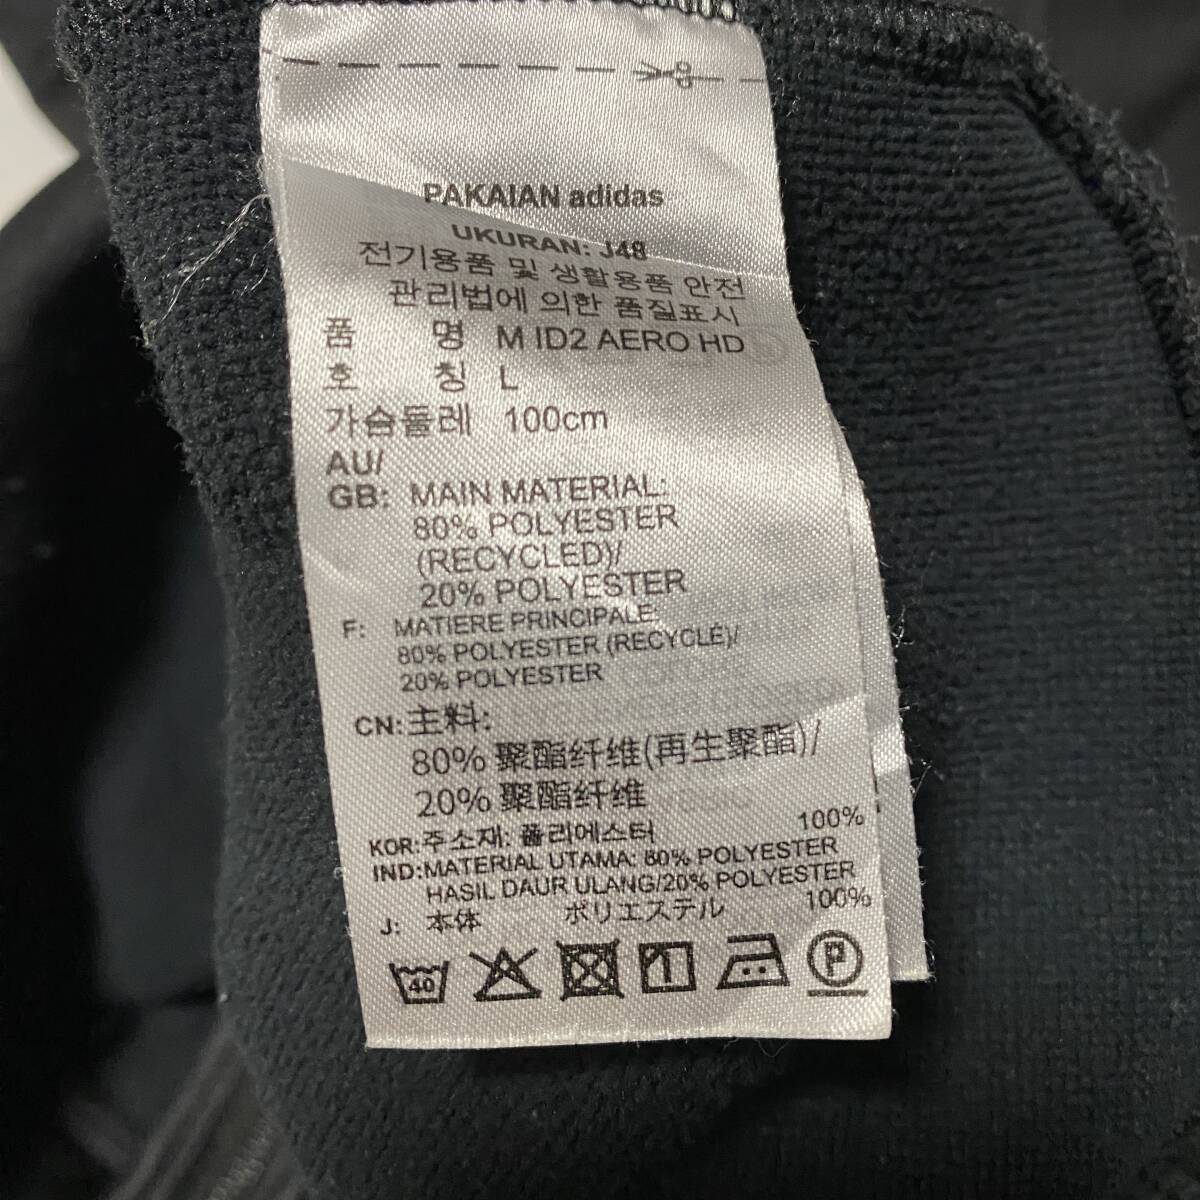 PAKAIAN adidas
UKURAN: J48
전기용품 및 생활용품 안전
관리법에 의한 품질표시
품 명 M ID2 AERO HD
호 칭 L
가슴둘레 100cm
AU/
GB: MAIN MATERIAL:
80% POLYESTER
(RECYCLED)/
20% POLYESTER
F: MATIERE PRINCIPALE:
80% POLYESTER (RECYCLÉ)/
20% POLYESTER
CN: 主料:
80% 聚酯纤维(再生聚酯)/
20% 聚酯纤维
KOR: 주소재: 폴리에스터 100%
IND: MATERIAL UTAMA: 80% POLYESTER
HASIL DAUR ULANG/20% POLYESTER
J: 本体 ポリエステル 100%
40 1 P